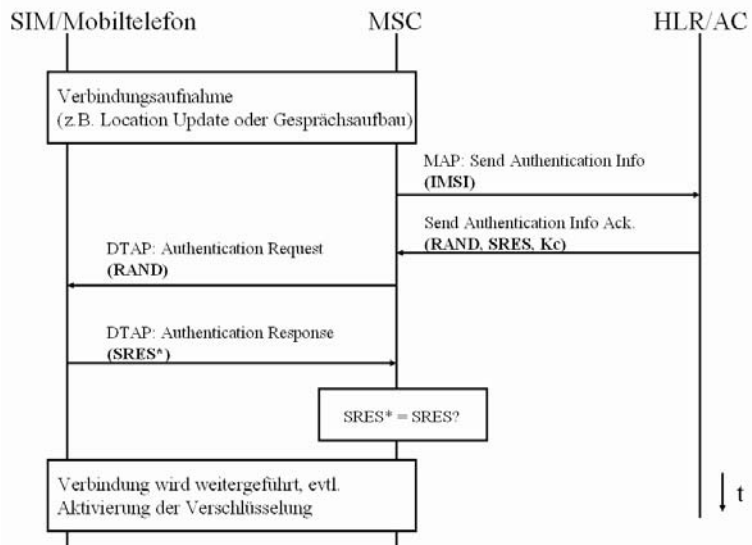 SIM/Mobiltelefon MSC HLR/AC
Verbindungsaufnahme
(z.B. Location Update oder Gesprächsaufbau)
MAP: Send Authentication Info
(IMSI)
Send Authentication Info Ack.
(RAND, SRES, Kc)
DTAP: Authentication Request
(RAND)
DTAP: Authentication Response
(SRES*)
SRES* = SRES?
Verbindung wird weitergeführt, evtl.
Aktivierung der Verschlüsselung
t